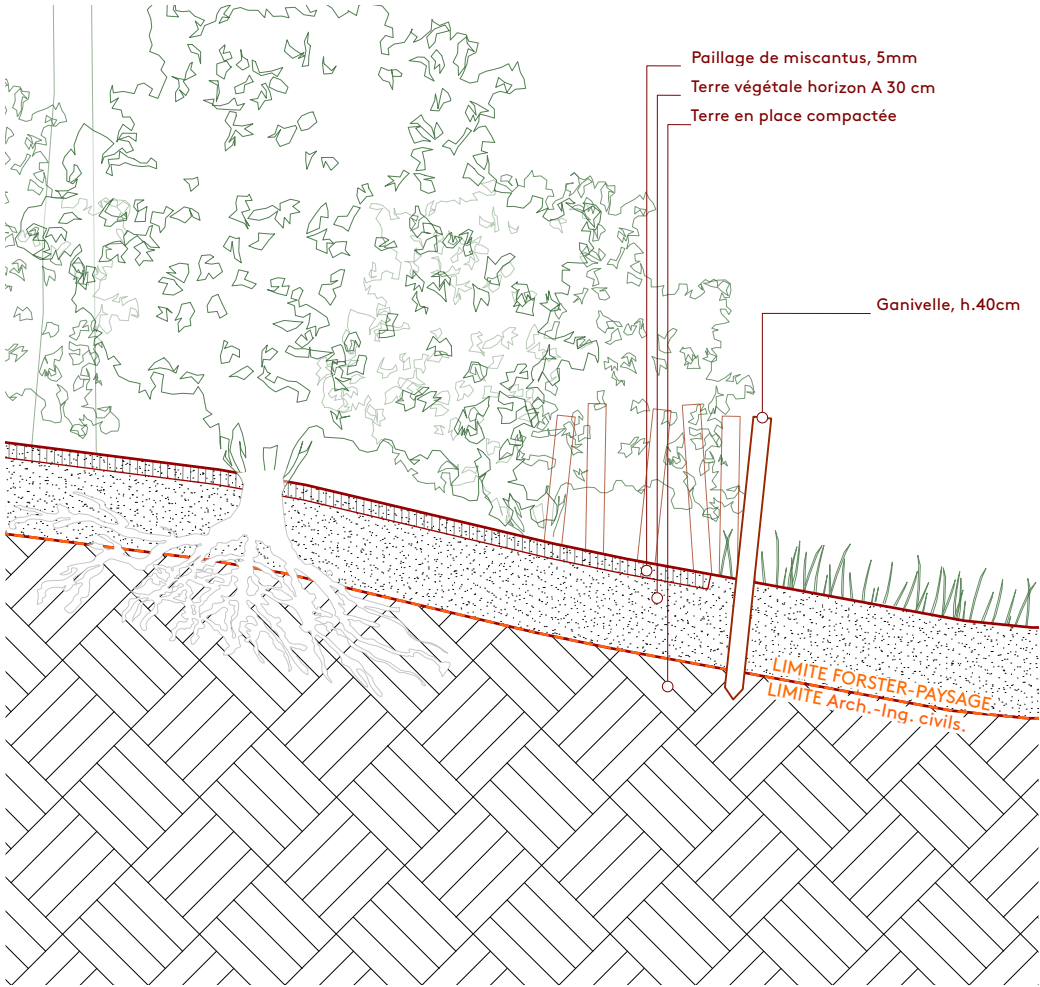 Paillage de miscantus, 5mm
Terre végétale horizon A 30 cm
Terre en place compactée
Ganivelle, h.40cm
LIMITE FORSTER-PAYSAGE
LIMITE Arch.-Ing. civils.